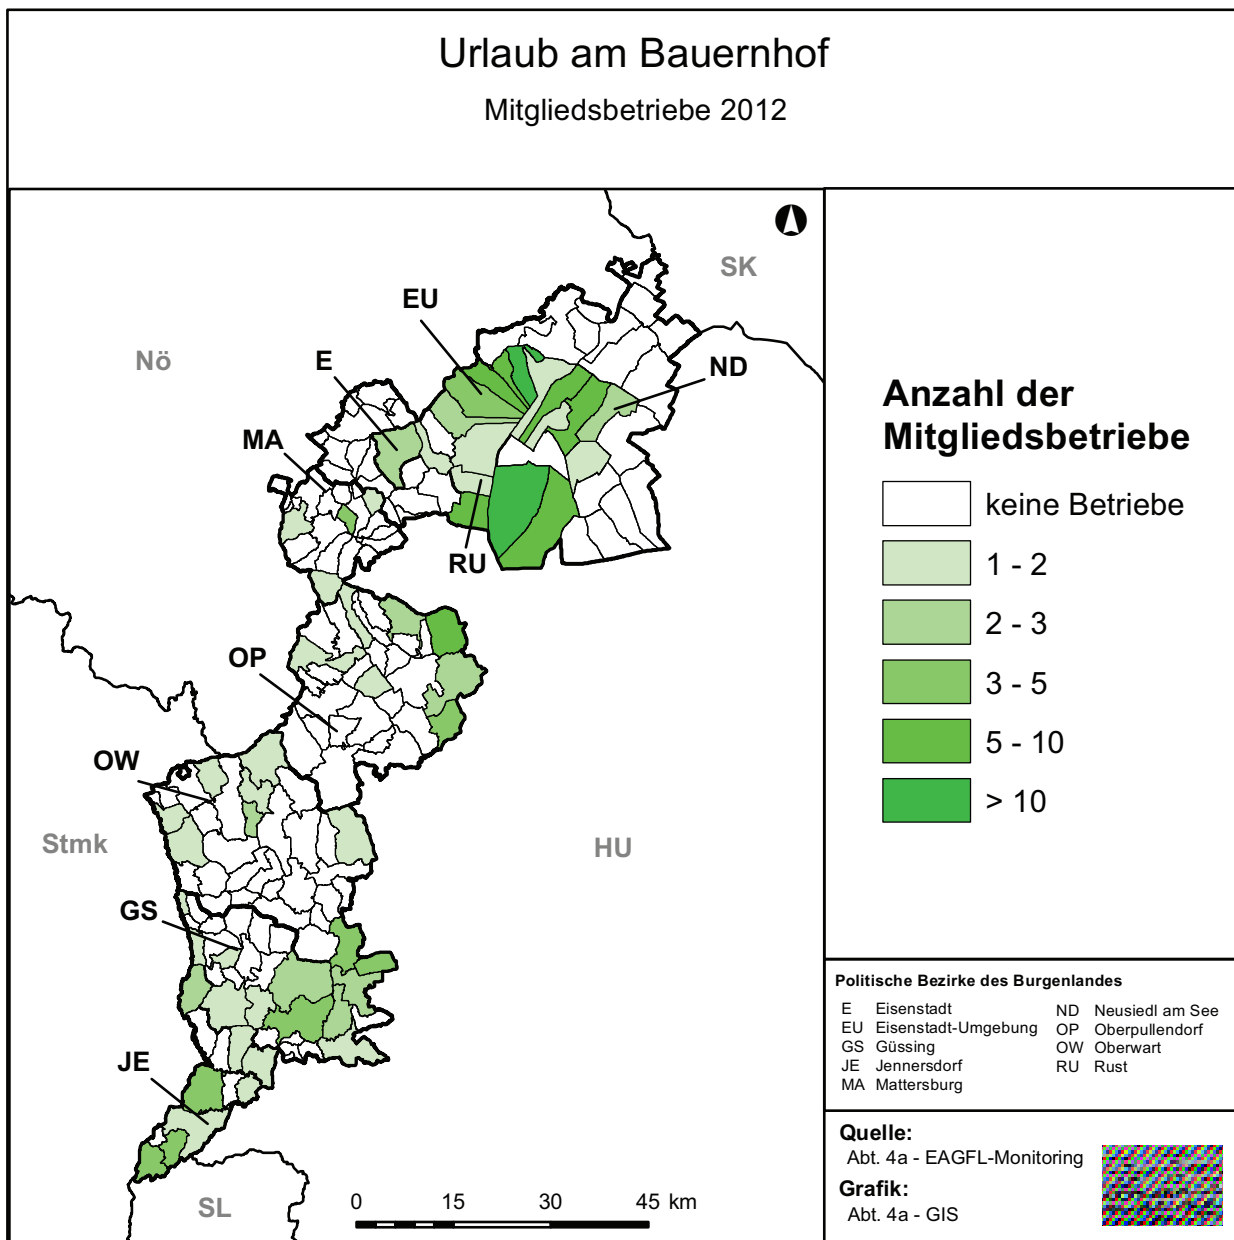 Urlaub am Bauernhof
Mitgliedsbetriebe 2012
SK
EU
Nö
E
ND
MA
RU
OP
OW
Stmk
HU
GS
JE
SL
0 15 30 45 km
Anzahl der
Mitgliedsbetriebe
keine Betriebe
1 - 2
2 - 3
3 - 5
5 - 10
> 10
Politische Bezirke des Burgenlandes
E Eisenstadt
EU Eisenstadt-Umgebung
GS Güssing
JE Jennersdorf
MA Mattersburg
ND Neusiedl am See
OP Oberpullendorf
OW Oberwart
RU Rust
Quelle:
Abt. 4a - EAGFL-Monitoring
Grafik:
Abt. 4a - GIS